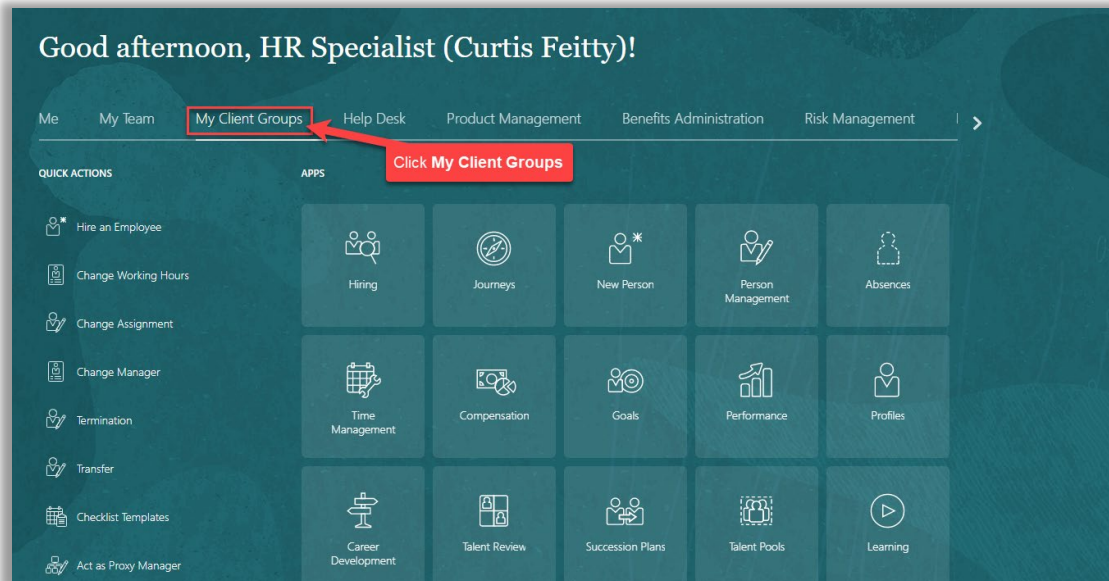 Good afternoon, HR Specialist (Curtis Feitty)!
Me
My Team
My Client Groups
Help Desk
Product Management
Benefits Administration
Risk Management
Click My Client Groups
QUICK ACTIONS
Hire an Employee
Change Working Hours
Change Assignment
Change Manager
Termination
Transfer
Checklist Templates
Act as Proxy Manager
APPS
Hiring
Journeys
New Person
Person
Management
Absences
Time
Management
Compensation
Goals
Performance
Profiles
Career
Development
Talent Review
Succession Plans
Talent Pools
Learning